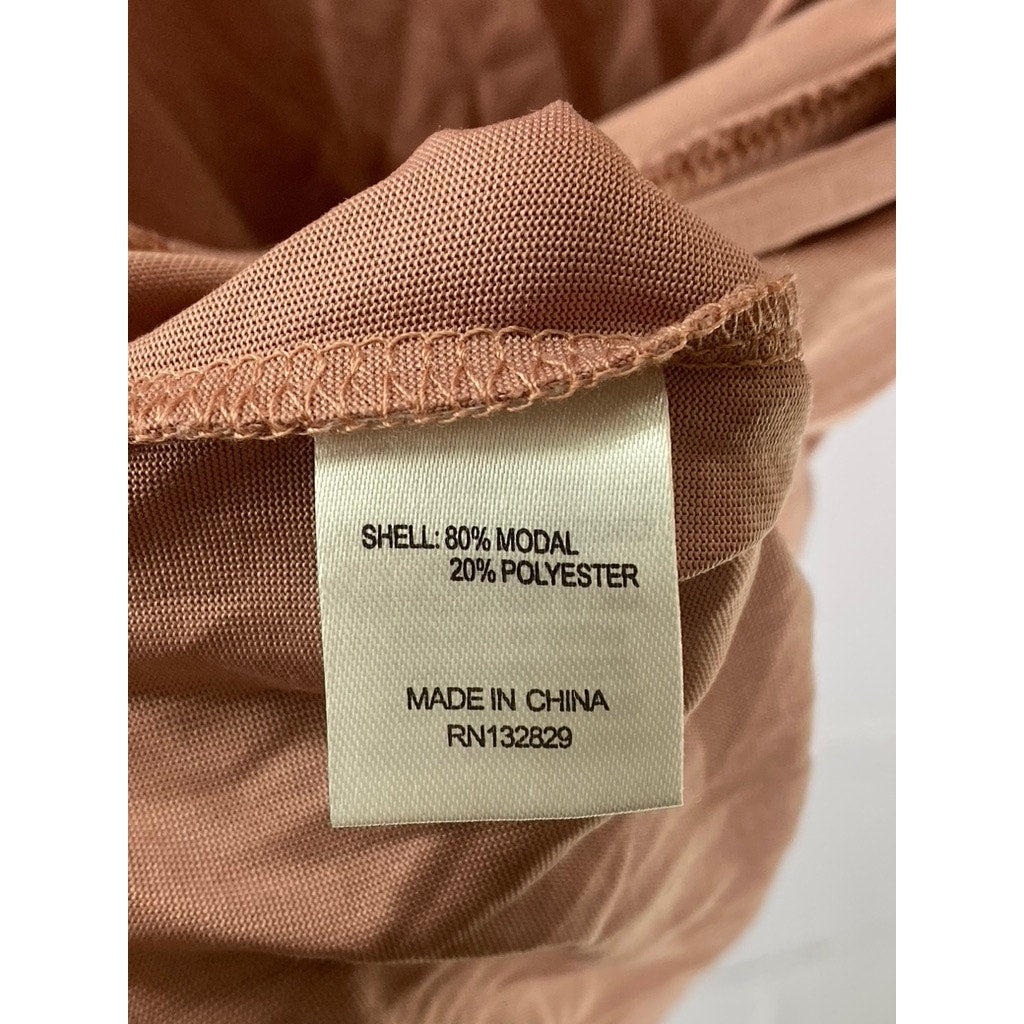 SHELL: 80% MODAL
20% POLYESTER
MADE IN CHINA
RN132829